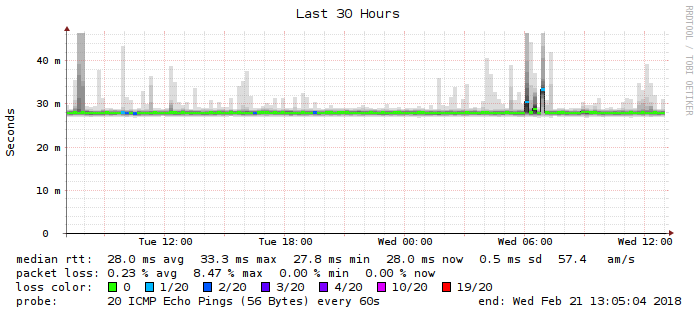 Last 30 Hours
RRDTOOL / TOBI OETIKER
Seconds
40 m
30 m
20 m
10 m
0
Tue 12:00 Tue 18:00 Wed 00:00 Wed 06:00 Wed 12:00
median rtt: 28.0 ms avg 33.3 ms max 27.8 ms min 28.0 ms now 0.5 ms sd 57.4 am/s
packet loss: 0.23 % avg 8.47 % max 0.00 % min 0.00 % now
loss color: 0 1/20 2/20 3/20 4/20 10/20 19/20
probe: 20 ICMP Echo Pings (56 Bytes) every 60s end: Wed Feb 21 13:05:04 2018